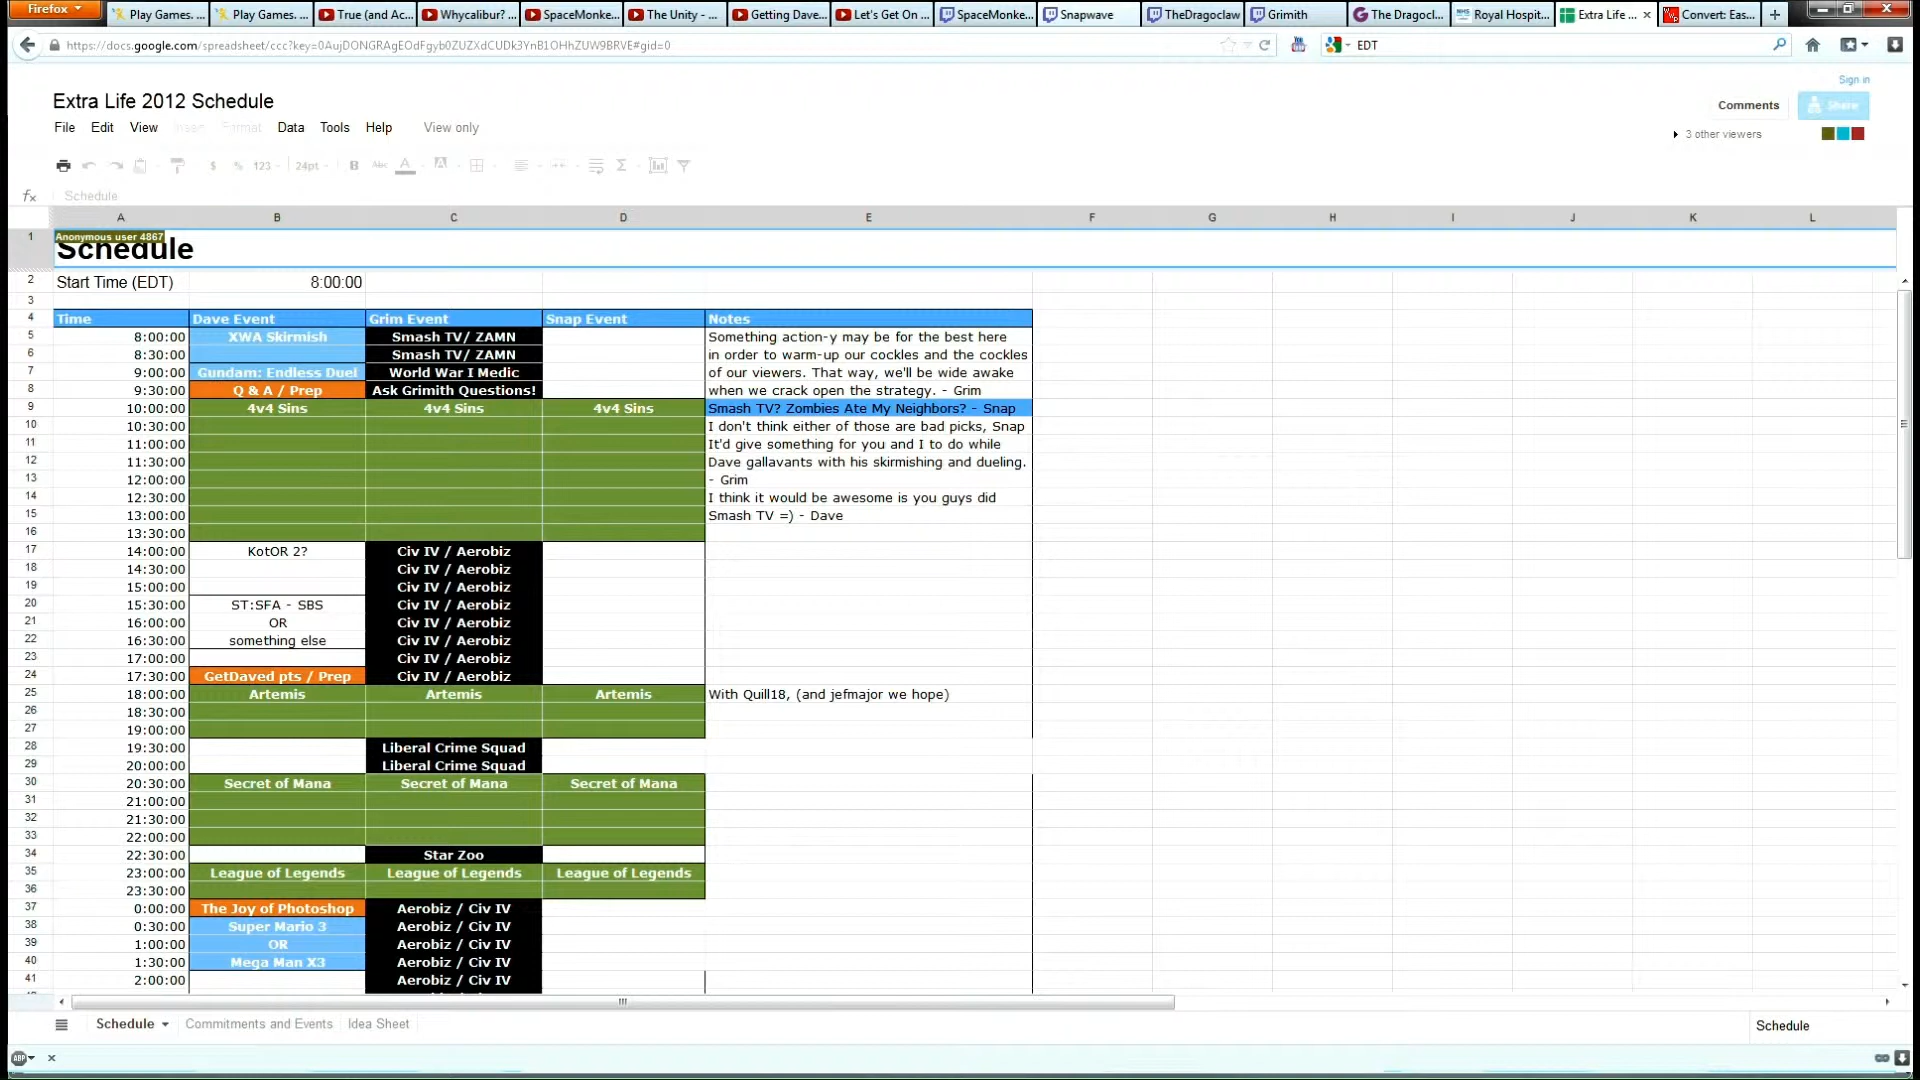 Firefox
Play Games. ...
Play Games. ...
True (and Ac...
Whycalibur? ...
SpaceMonke...
The Unity - ...
Getting Dave...
Let's Get On ...
SpaceMonke...
Snapwave
TheDragoclaw
Grimith
The Dragocl...
Royal Hospit...
Extra Life ...
Convert: Eas...
https://docs.google.com/spreadsheet/ccc?key=0AujDONGRAgEOdFgyb0ZUZXdCUDk3YnB1OHhZUW9BRVE#gid=0
EDT
Sign in
Extra Life 2012 Schedule
Comments
Share
File Edit View Insert Format Data Tools Help View only
3 other viewers
$ % 123 24pt B Abc A A Σ
fx Schedule
A B C D E F G H I J K L
Anonymous user 4867
1 Schedule
2 Start Time (EDT) 8:00:00
3
4 Time Dave Event Grim Event Snap Event Notes
5 8:00:00 XWA Skirmish Smash TV/ ZAMN Something action-y may be for the best here
6 8:30:00 Smash TV/ ZAMN in order to warm-up our cockles and the cockles
7 9:00:00 Gundam: Endless Duel World War I Medic of our viewers. That way, we'll be wide awake
8 9:30:00 Q & A / Prep Ask Grimith Questions! when we crack open the strategy. - Grim
9 10:00:00 4v4 Sins 4v4 Sins 4v4 Sins Smash TV? Zombies Ate My Neighbors? - Snap
10 10:30:00 I don't think either of those are bad picks, Snap
11 11:00:00 It'd give something for you and I to do while
12 11:30:00 Dave gallavants with his skirmishing and dueling.
13 12:00:00 - Grim
14 12:30:00 I think it would be awesome is you guys did
15 13:00:00 Smash TV =) - Dave
16 13:30:00
17 14:00:00 KotOR 2? Civ IV / Aerobiz
18 14:30:00 Civ IV / Aerobiz
19 15:00:00 Civ IV / Aerobiz
20 15:30:00 ST:SFA - SBS Civ IV / Aerobiz
21 16:00:00 OR Civ IV / Aerobiz
22 16:30:00 something else Civ IV / Aerobiz
23 17:00:00 Civ IV / Aerobiz
24 17:30:00 GetDaved pts / Prep Civ IV / Aerobiz
25 18:00:00 Artemis Artemis Artemis With Quill18, (and jefmajor we hope)
26 18:30:00
27 19:00:00
28 19:30:00 Liberal Crime Squad
29 20:00:00 Liberal Crime Squad
30 20:30:00 Secret of Mana Secret of Mana Secret of Mana
31 21:00:00
32 21:30:00
33 22:00:00
34 22:30:00 Star Zoo
35 23:00:00 League of Legends League of Legends League of Legends
36 23:30:00
37 0:00:00 The Joy of Photoshop Aerobiz / Civ IV
38 0:30:00 Super Mario 3 Aerobiz / Civ IV
39 1:00:00 OR Aerobiz / Civ IV
40 1:30:00 Mega Man X3 Aerobiz / Civ IV
41 2:00:00 Aerobiz / Civ IV
Schedule Commitments and Events Idea Sheet Schedule
ABP